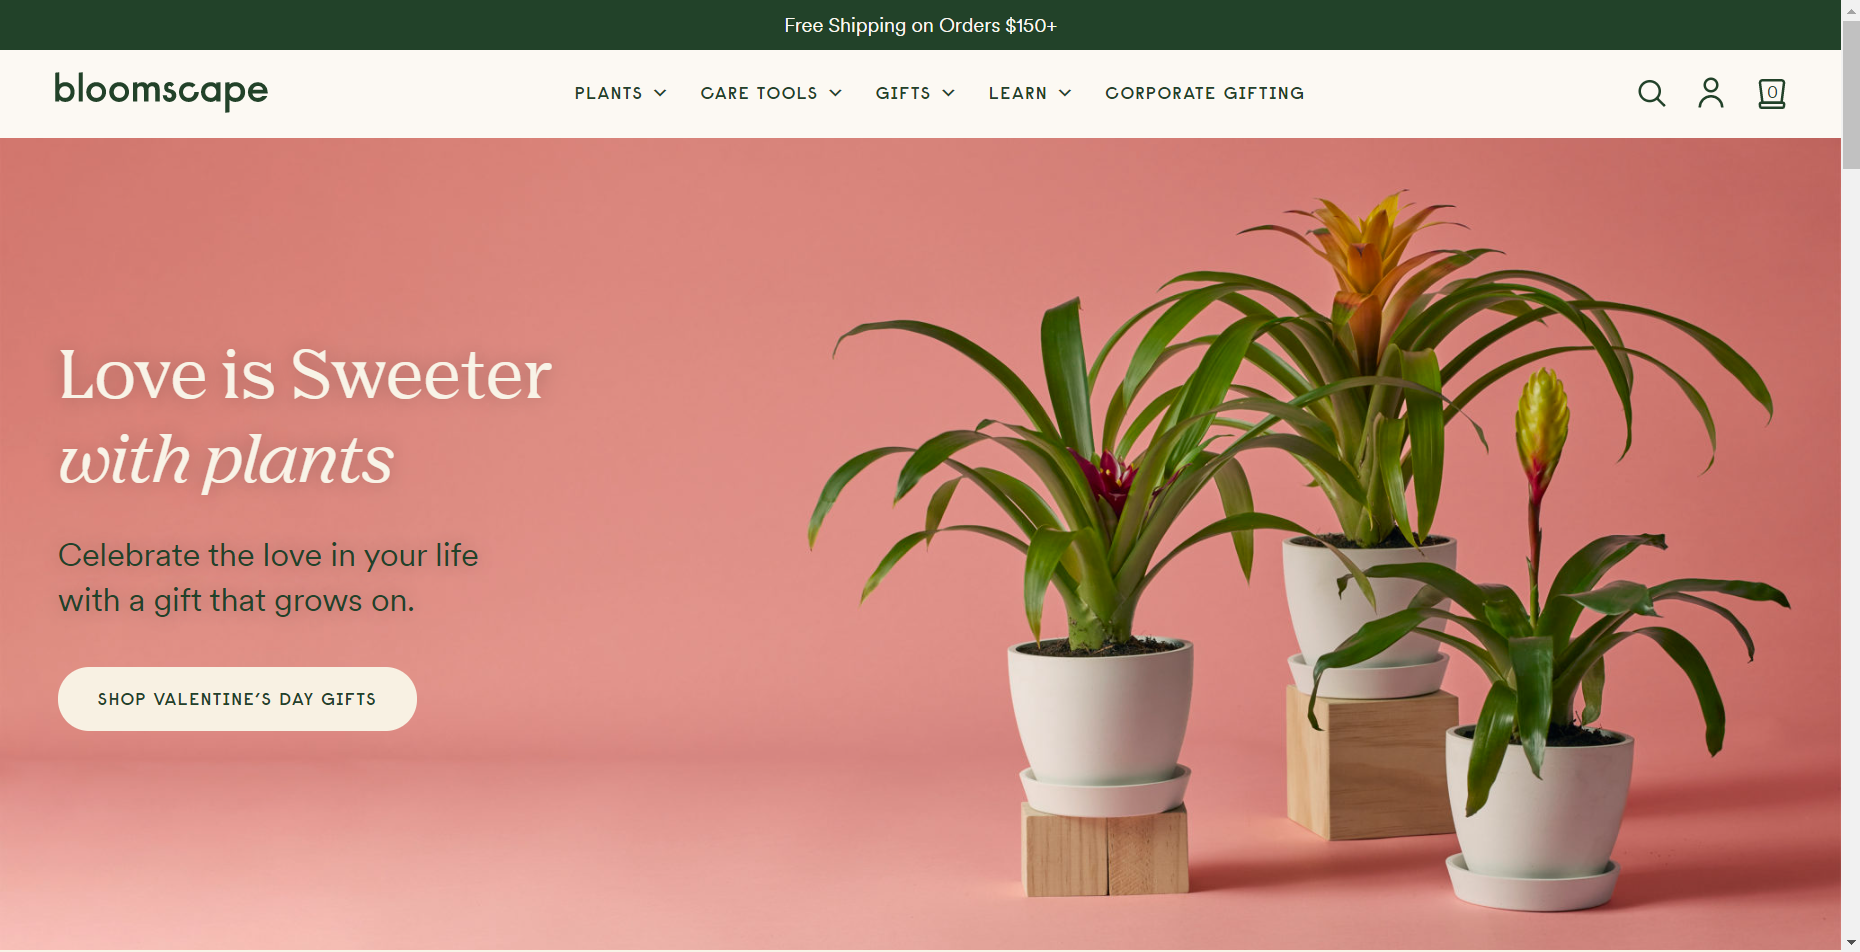 Free Shipping on Orders $150+
bloomscape
PLANTS
CARE TOOLS
GIFTS
LEARN
CORPORATE GIFTING
0
Love is Sweeter
with plants
Celebrate the love in your life
with a gift that grows on.
SHOP VALENTINE'S DAY GIFTS